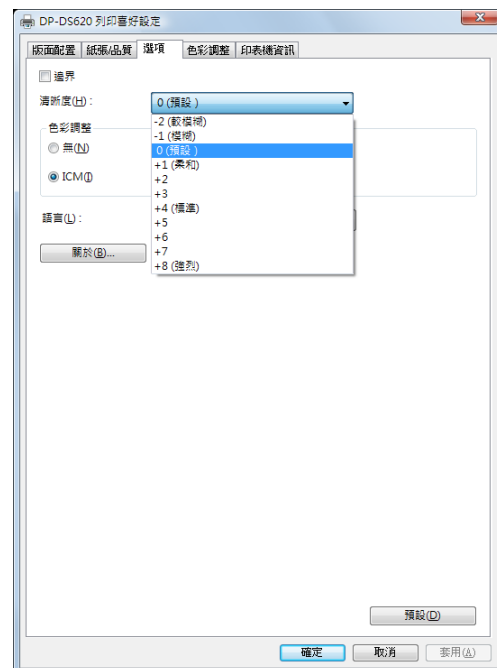 DP-DS620 列印喜好設定
版面配置 紙張/品質 選項 色彩調整 印表機資訊
邊界
清晰度(H)： 0 (預設 )
-2 (較模糊)
-1 (模糊)
0 (預設 )
+1 (柔和)
+2
+3
+4 (標準)
+5
+6
+7
+8 (強烈)
色彩調整
無(N)
ICM(I)
語言(L)：
關於(B)...
預設(D)
確定 取消 套用(A)